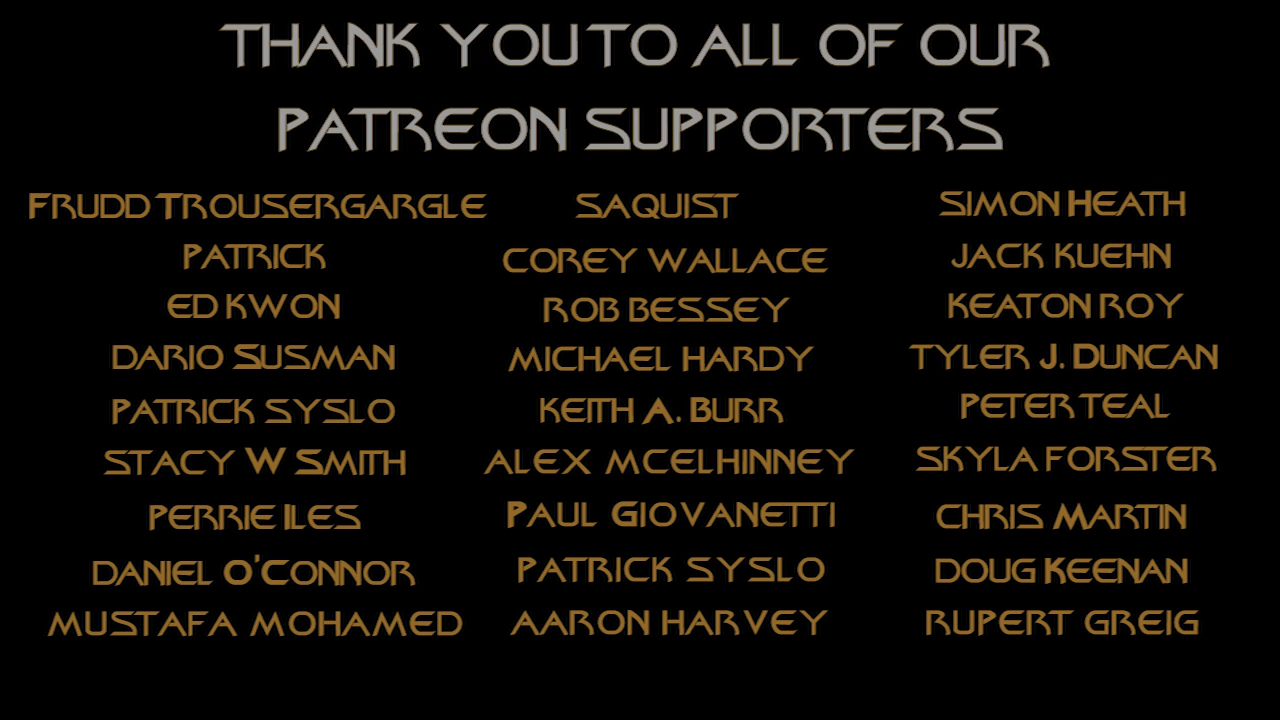 THANK YOU TO ALL OF OUR
PATREON SUPPORTERS
FRUDD TROUSERGARGLE SAQUIST SIMON HEATH
PATRICK COREY WALLACE JACK KUEHN
ED KWON ROB BESSEY KEATON ROY
DARIO SUSMAN MICHAEL HARDY TYLER J. DUNCAN
PATRICK SYSLO KEITH A. BURR PETER TEAL
STACY W SMITH ALEX MCELHINNEY SKYLA FORSTER
PERRIE ILES PAUL GIOVANETTI CHRIS MARTIN
DANIEL O'CONNOR PATRICK SYSLO DOUG KEENAN
MUSTAFA MOHAMED AARON HARVEY RUPERT GREIG